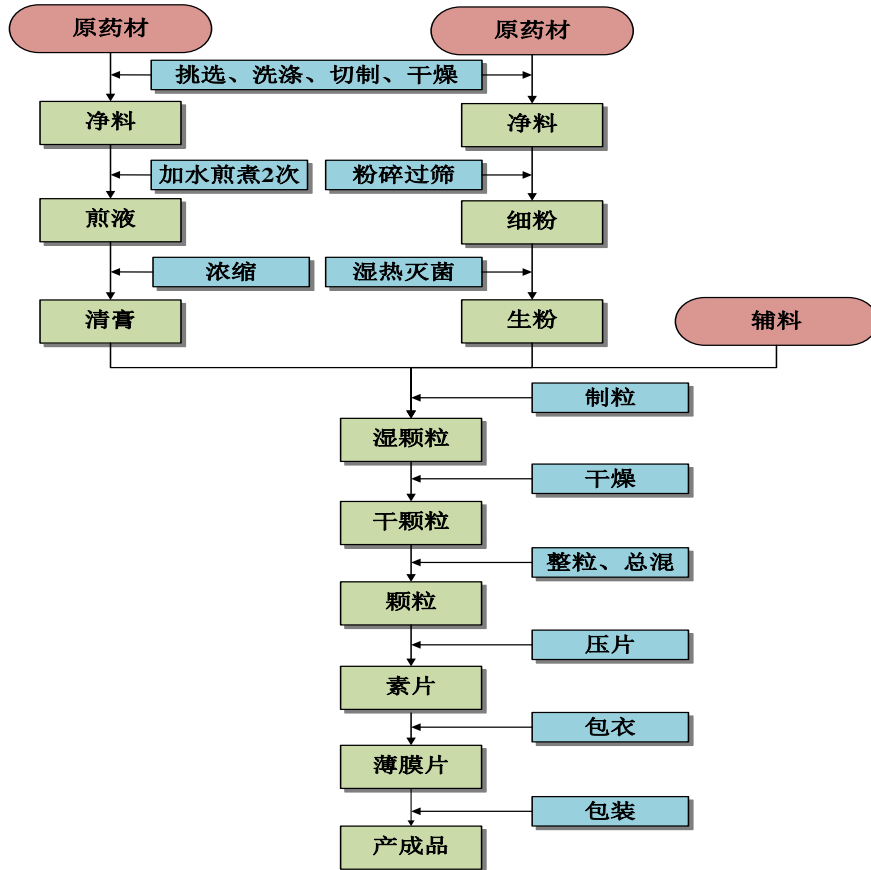 原药材
原药材
挑选、洗涤、切制、干燥
净料
净料
加水煎煮2次
粉碎过筛
煎液
细粉
浓缩
湿热灭菌
清膏
生粉
辅料
制粒
湿颗粒
干燥
干颗粒
整粒、总混
颗粒
压片
素片
包衣
薄膜片
包装
产成品